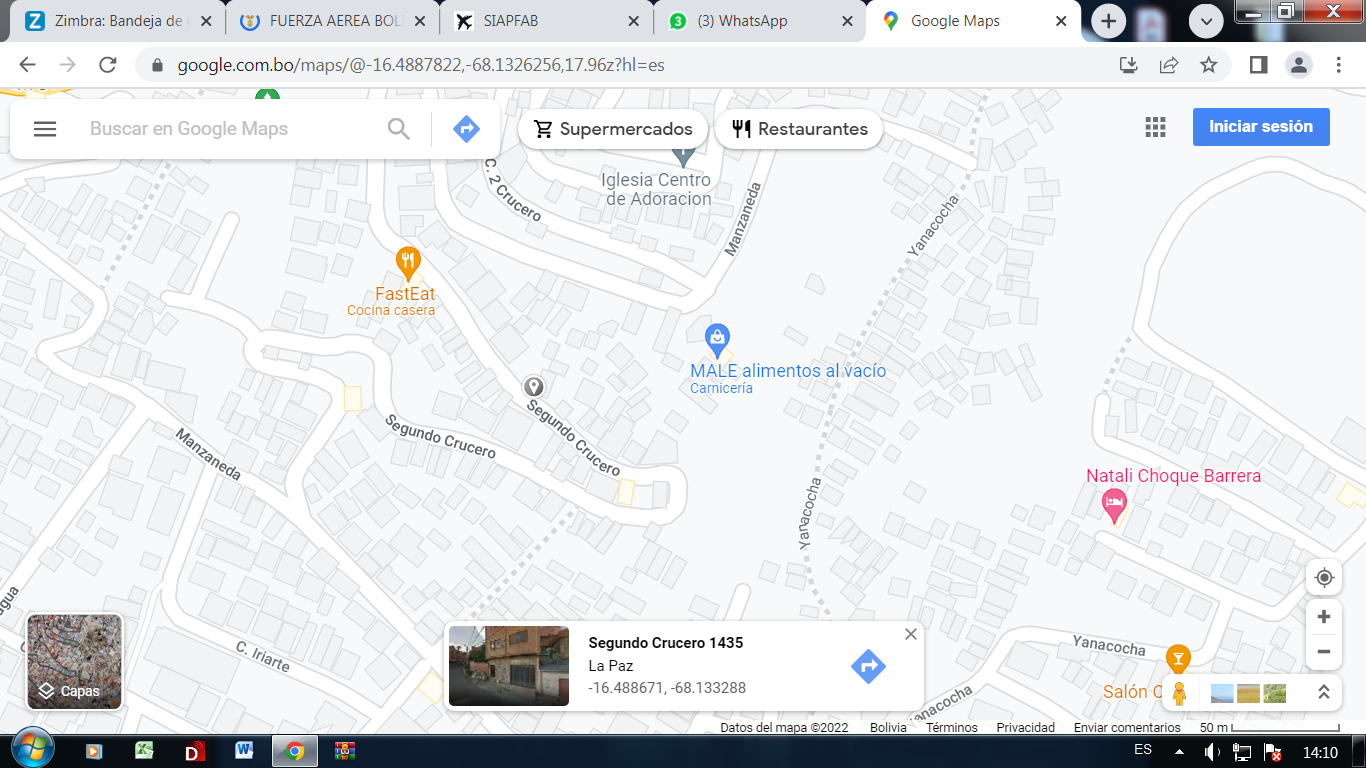 Zimbra: Bandeja de
FUERZA AEREA BOL
SIAPFAB
(3) WhatsApp
Google Maps
google.com.bo/maps/@-16.4887822,-68.1326256,17.96z?hl=es
Buscar en Google Maps
Supermercados
Restaurantes
Iniciar sesión
Iglesia Centro
de Adoracion
C. 2 Crucero
Manzaneda
Yanacocha
FastEat
Cocina casera
MALE alimentos al vacío
Carnicería
Segundo Crucero
Segundo Crucero
Manzaneda
Natali Choque Barrera
Yanacocha
C. Iriarte
Capas
Segundo Crucero 1435
La Paz
-16.488671, -68.133288
Yanacocha
Yanacocha
Salón
Datos del mapa ©2022
Bolivia
Términos
Privacidad
Enviar comentarios
50 m
ES
14:10